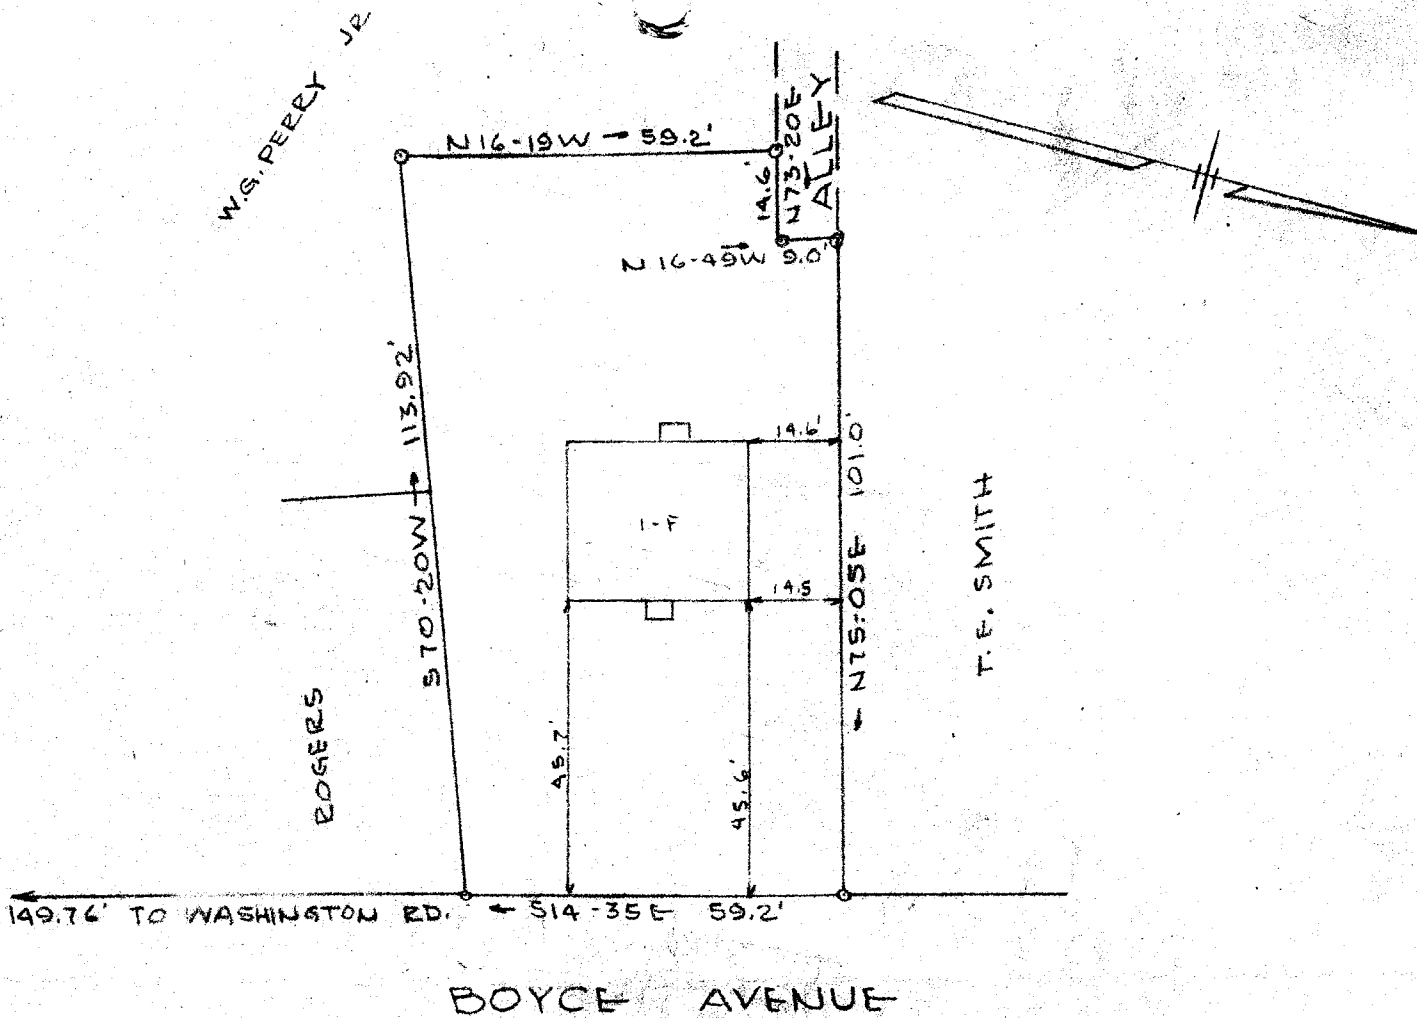 W.G. PERRY JR
N16-19W → 59.2'
14.6'
N73-20E
ALLEY
N 16-49W 9.0'
S70-20W → 113.92'
14.6'
1-F
14.5
← N75-05E 101.0'
T.E. SMITH
ROGERS
45.7'
45.6'
149.76' TO WASHINGTON RD.
← S14-35E 59.2'
BOYCE AVENUE